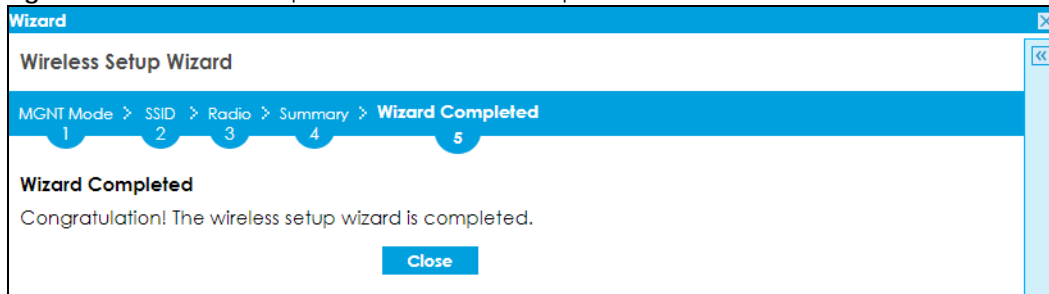 Wizard
Wireless Setup Wizard
MGNT Mode > SSID > Radio > Summary > Wizard Completed
1 2 3 4 5
Wizard Completed
Congratulation! The wireless setup wizard is completed.
Close